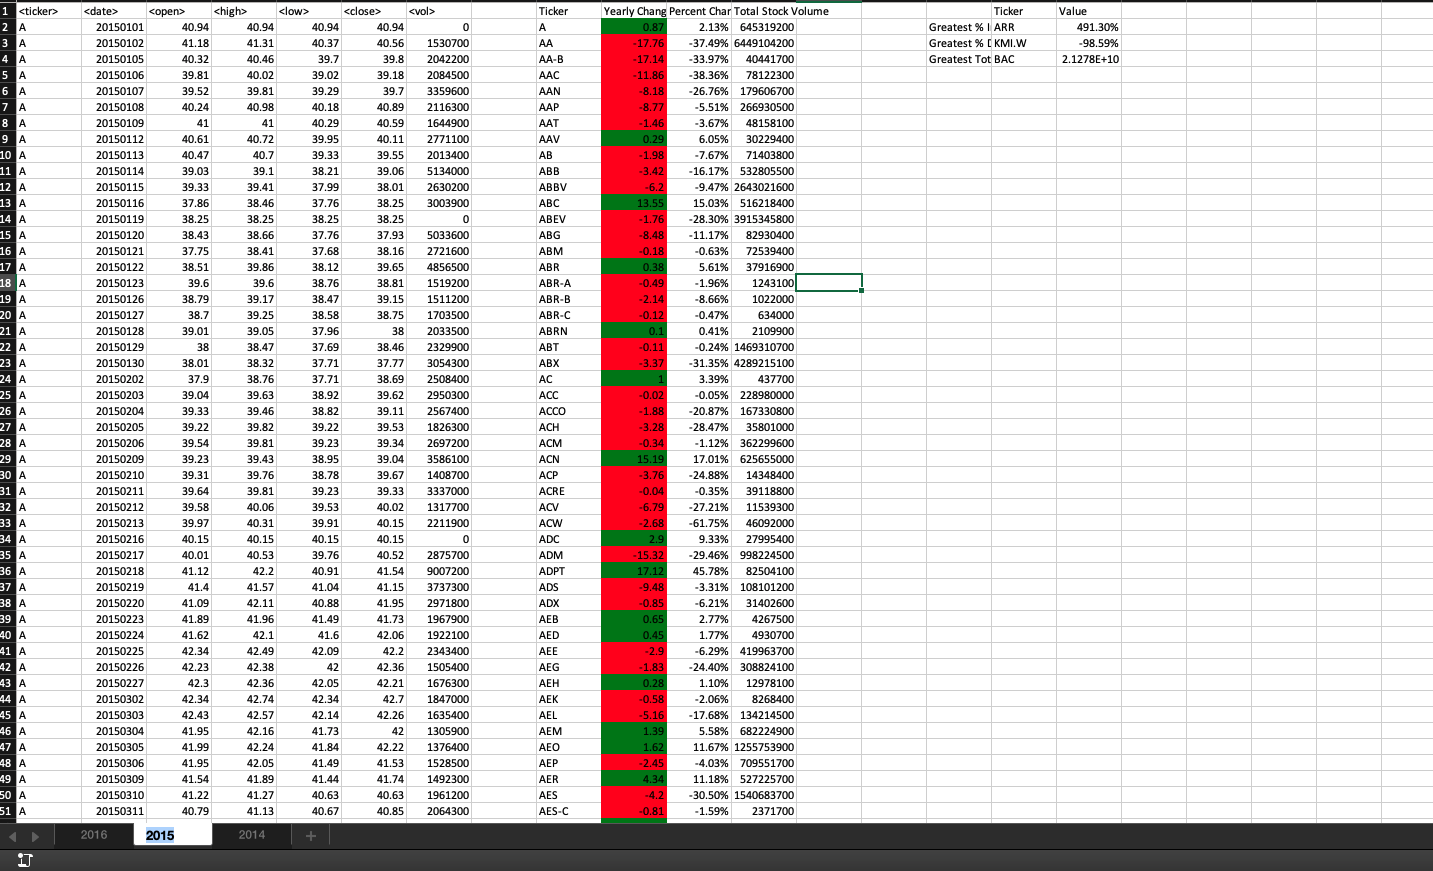 1 <ticker> <date> <open> <high> <low> <close> <vol> Ticker Yearly Chang Percent Char Total Stock Volume Ticker Value
2 A 20150101 40.94 40.94 40.94 40.94 0 A 0.87 2.13% 645319200 Greatest % I ARR 491.30%
3 A 20150102 41.18 41.31 40.37 40.56 1530700 AA -17.76 -37.49% 6449104200 Greatest % D KMI.W -98.59%
4 A 20150105 40.32 40.46 39.7 39.8 2042200 AA-B -17.14 -33.97% 40441700 Greatest Tot BAC 2.1278E+10
5 A 20150106 39.81 40.02 39.02 39.18 2084500 AAC -11.86 -38.36% 78122300
6 A 20150107 39.52 39.81 39.29 39.7 3359600 AAN -8.18 -26.76% 179606700
7 A 20150108 40.24 40.98 40.18 40.89 2116300 AAP -8.77 -5.51% 266930500
8 A 20150109 41 41 40.29 40.59 1644900 AAT -1.46 -3.67% 48158100
9 A 20150112 40.61 40.72 39.95 40.11 2771100 AAV 0.29 6.05% 30229400
10 A 20150113 40.47 40.7 39.33 39.55 2013400 AB -1.98 -7.67% 71403800
11 A 20150114 39.03 39.1 38.21 39.06 5134000 ABB -3.42 -16.17% 532805500
12 A 20150115 39.33 39.41 37.99 38.01 2630200 ABBV -6.2 -9.47% 2643021600
13 A 20150116 37.86 38.46 37.76 38.25 3003900 ABC 13.55 15.03% 516218400
14 A 20150119 38.25 38.25 38.25 38.25 0 ABEV -1.76 -28.30% 3915345800
15 A 20150120 38.43 38.66 37.76 37.93 5033600 ABG -8.48 -11.17% 82930400
16 A 20150121 37.75 38.41 37.68 38.16 2721600 ABM -0.18 -0.63% 72539400
17 A 20150122 38.51 39.86 38.12 39.65 4856500 ABR 0.38 5.61% 37916900
18 A 20150123 39.6 39.6 38.76 38.81 1519200 ABR-A -0.49 -1.96% 1243100
19 A 20150126 38.79 39.17 38.47 39.15 1511200 ABR-B -2.14 -8.66% 1022000
20 A 20150127 38.7 39.25 38.58 38.75 1703500 ABR-C -0.12 -0.47% 634000
21 A 20150128 39.01 39.05 37.96 38 2033500 ABRN 0.1 0.41% 2109900
22 A 20150129 38 38.47 37.69 38.46 2329900 ABT -0.11 -0.24% 1469310700
23 A 20150130 38.01 38.32 37.71 37.77 3054300 ABX -3.37 -31.35% 4289215100
24 A 20150202 37.9 38.76 37.71 38.69 2508400 AC 1 3.39% 437700
25 A 20150203 39.04 39.63 38.92 39.62 2950300 ACC -0.02 -0.05% 228980000
26 A 20150204 39.33 39.46 38.82 39.11 2567400 ACCO -1.88 -20.87% 167330800
27 A 20150205 39.22 39.82 39.22 39.53 1826300 ACH -3.28 -28.47% 35801000
28 A 20150206 39.54 39.81 39.23 39.34 2697200 ACM -0.34 -1.12% 362299600
29 A 20150209 39.23 39.43 38.95 39.04 3586100 ACN 15.19 17.01% 625655000
30 A 20150210 39.31 39.76 38.78 39.67 1408700 ACP -3.76 -24.88% 14348400
31 A 20150211 39.64 39.81 39.23 39.33 3337000 ACRE -0.04 -0.35% 39118800
32 A 20150212 39.58 40.06 39.53 40.02 1317700 ACV -6.79 -27.21% 11539300
33 A 20150213 39.97 40.31 39.91 40.15 2211900 ACW -2.68 -61.75% 46092000
34 A 20150216 40.15 40.15 40.15 40.15 0 ADC 2.9 9.33% 27995400
35 A 20150217 40.01 40.53 39.76 40.52 2875700 ADM -15.32 -29.46% 998224500
36 A 20150218 41.12 42.2 40.91 41.54 9007200 ADPT 17.12 45.78% 82504100
37 A 20150219 41.4 41.57 41.04 41.15 3737300 ADS -9.48 -3.31% 108101200
38 A 20150220 41.09 42.11 40.88 41.95 2971800 ADX -0.85 -6.21% 31402600
39 A 20150223 41.89 41.96 41.49 41.73 1967900 AEB 0.65 2.77% 4267500
40 A 20150224 41.62 42.1 41.6 42.06 1922100 AED 0.45 1.77% 4930700
41 A 20150225 42.34 42.49 42.09 42.2 2343400 AEE -2.9 -6.29% 419963700
42 A 20150226 42.23 42.38 42 42.36 1505400 AEG -1.83 -24.40% 308824100
43 A 20150227 42.3 42.36 42.05 42.21 1676300 AEH 0.28 1.10% 12978100
44 A 20150302 42.34 42.74 42.34 42.7 1847000 AEK -0.58 -2.06% 8268400
45 A 20150303 42.43 42.57 42.14 42.26 1635400 AEL -5.16 -17.68% 134214500
46 A 20150304 41.95 42.16 41.73 42 1305900 AEM 1.39 5.58% 682224900
47 A 20150305 41.99 42.24 41.84 42.22 1376400 AEO 1.62 11.67% 1255753900
48 A 20150306 41.95 42.05 41.49 41.53 1528500 AEP -2.45 -4.03% 709551700
49 A 20150309 41.54 41.89 41.44 41.74 1492300 AER 4.34 11.18% 527225700
50 A 20150310 41.22 41.27 40.63 40.63 1961200 AES -4.2 -30.50% 1540683700
51 A 20150311 40.79 41.13 40.67 40.85 2064300 AES-C -0.81 -1.59% 2371700
2016 2015 2014 +